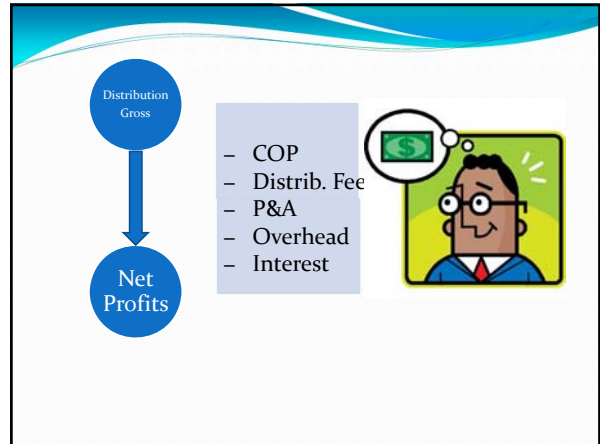 Distribution
Gross
– COP
– Distrib. Fee
– P&A
– Overhead
– Interest
$
Net
Profits